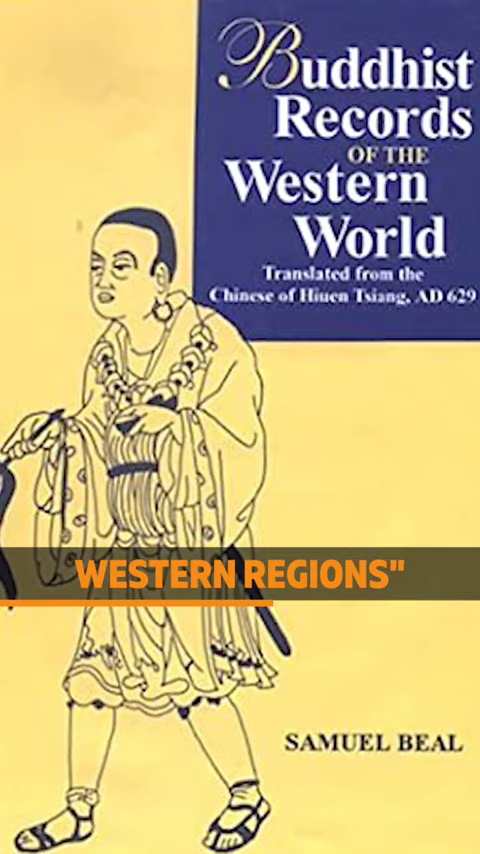 Buddhist
Records
OF THE
Western
World
Translated from the
Chinese of Hiuen Tsiang, AD 629
WESTERN REGIONS"
SAMUEL BEAL